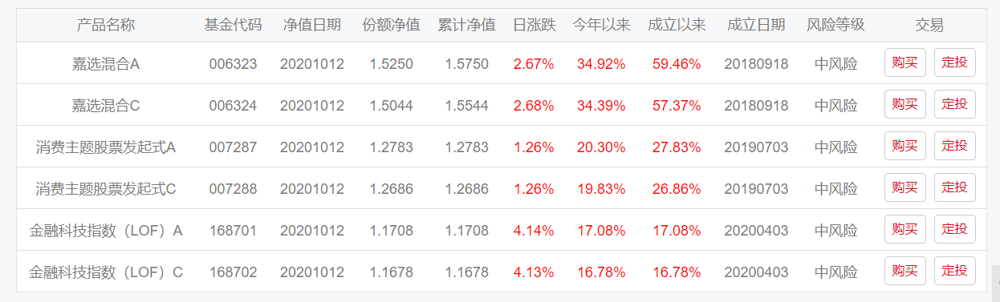 产品名称 基金代码 净值日期 份额净值 累计净值 日涨跌 今年以来 成立以来 成立日期 风险等级 交易
嘉选混合A 006323 20201012 1.5250 1.5750 2.67% 34.92% 59.46% 20180918 中风险 购买 定投
嘉选混合C 006324 20201012 1.5044 1.5544 2.68% 34.39% 57.37% 20180918 中风险 购买 定投
消费主题股票发起式A 007287 20201012 1.2783 1.2783 1.26% 20.30% 27.83% 20190703 中风险 购买 定投
消费主题股票发起式C 007288 20201012 1.2686 1.2686 1.26% 19.83% 26.86% 20190703 中风险 购买 定投
金融科技指数（LOF）A 168701 20201012 1.1708 1.1708 4.14% 17.08% 17.08% 20200403 中风险 购买 定投
金融科技指数（LOF）C 168702 20201012 1.1678 1.1678 4.13% 16.78% 16.78% 20200403 中风险 购买 定投